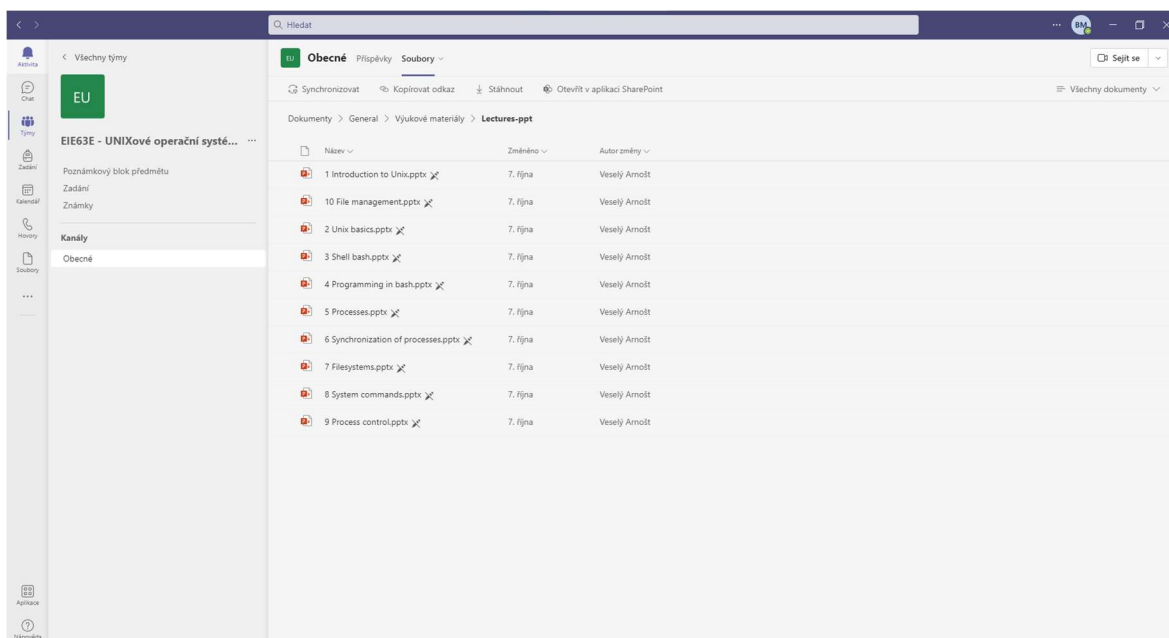 Hledat
BM
Aktivita
Chat
Týmy
Zadání
Kalendář
Hovory
Soubory
Aplikace
Nápověda
Všechny týmy
EU
EIE63E - UNIXové operační systé... ...
Poznámkový blok předmětu
Zadání
Známky
Kanály
Obecné
EU Obecné Příspěvky Soubory
Sejít se
Synchronizovat Kopírovat odkaz Stáhnout Otevřít v aplikaci SharePoint
Všechny dokumenty
Dokumenty > General > Výukové materiály > Lectures-ppt
Název Změněno Autor změny
1 Introduction to Unix.pptx 7. října Veselý Arnošt
10 File management.pptx 7. října Veselý Arnošt
2 Unix basics.pptx 7. října Veselý Arnošt
3 Shell bash.pptx 7. října Veselý Arnošt
4 Programming in bash.pptx 7. října Veselý Arnošt
5 Processes.pptx 7. října Veselý Arnošt
6 Synchronization of processes.pptx 7. října Veselý Arnošt
7 Filesystems.pptx 7. října Veselý Arnošt
8 System commands.pptx 7. října Veselý Arnošt
9 Process control.pptx 7. října Veselý Arnošt